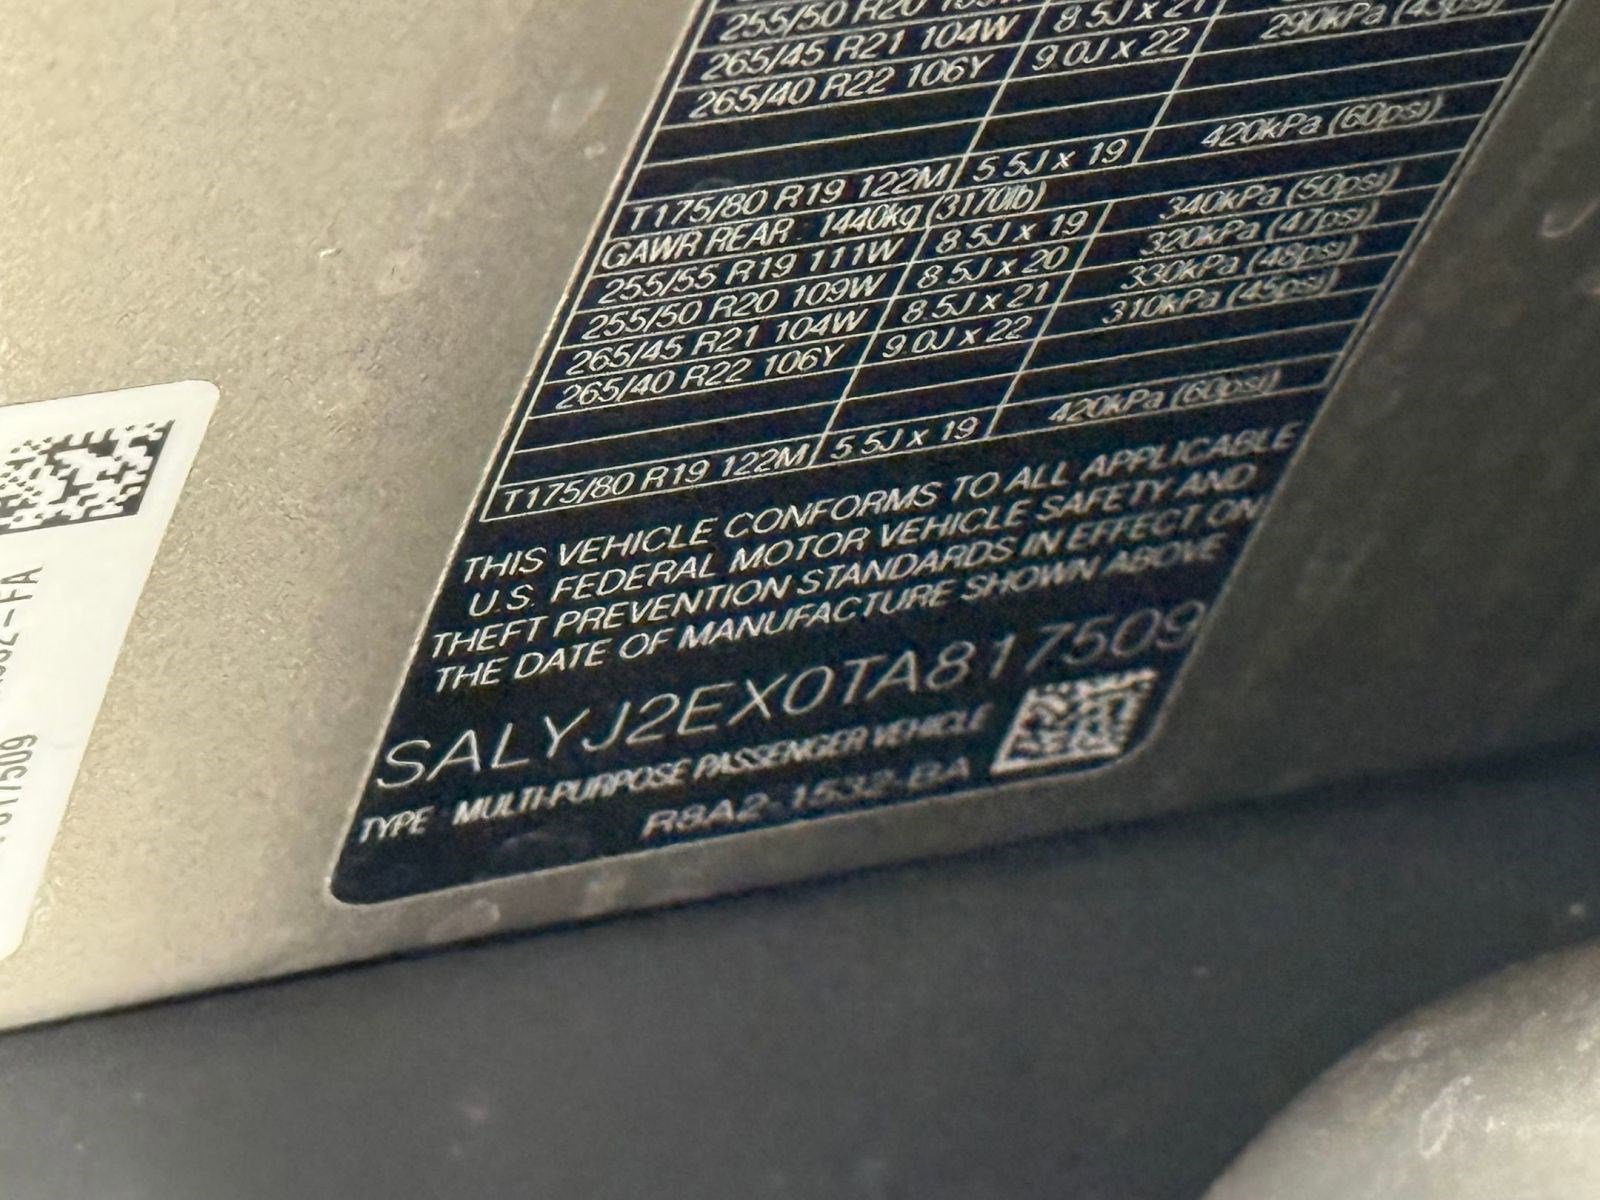 255/50 R20
265/45 R21 104W 8.5J x 21
265/40 R22 106Y 9.0J x 22 290kPa (43psi)
T175/80 R19 122M 5.5J x 19 420kPa (60psi)
GAWR REAR : 1440kg (3170lb)
255/55 R19 111W 8.5J x 19 340kPa (50psi)
255/50 R20 109W 8.5J x 20 320kPa (47psi)
265/45 R21 104W 8.5J x 21 330kPa (48psi)
265/40 R22 106Y 9.0J x 22 310kPa (45psi)
T175/80 R19 122M 5.5J x 19 420kPa (60psi)
THIS VEHICLE CONFORMS TO ALL APPLICABLE
U.S. FEDERAL MOTOR VEHICLE SAFETY AND
THEFT PREVENTION STANDARDS IN EFFECT ON
THE DATE OF MANUFACTURE SHOWN ABOVE
SALYJ2EX0TA817509
TYPE : MULTI-PURPOSE PASSENGER VEHICLE
R8A2-1532-BA